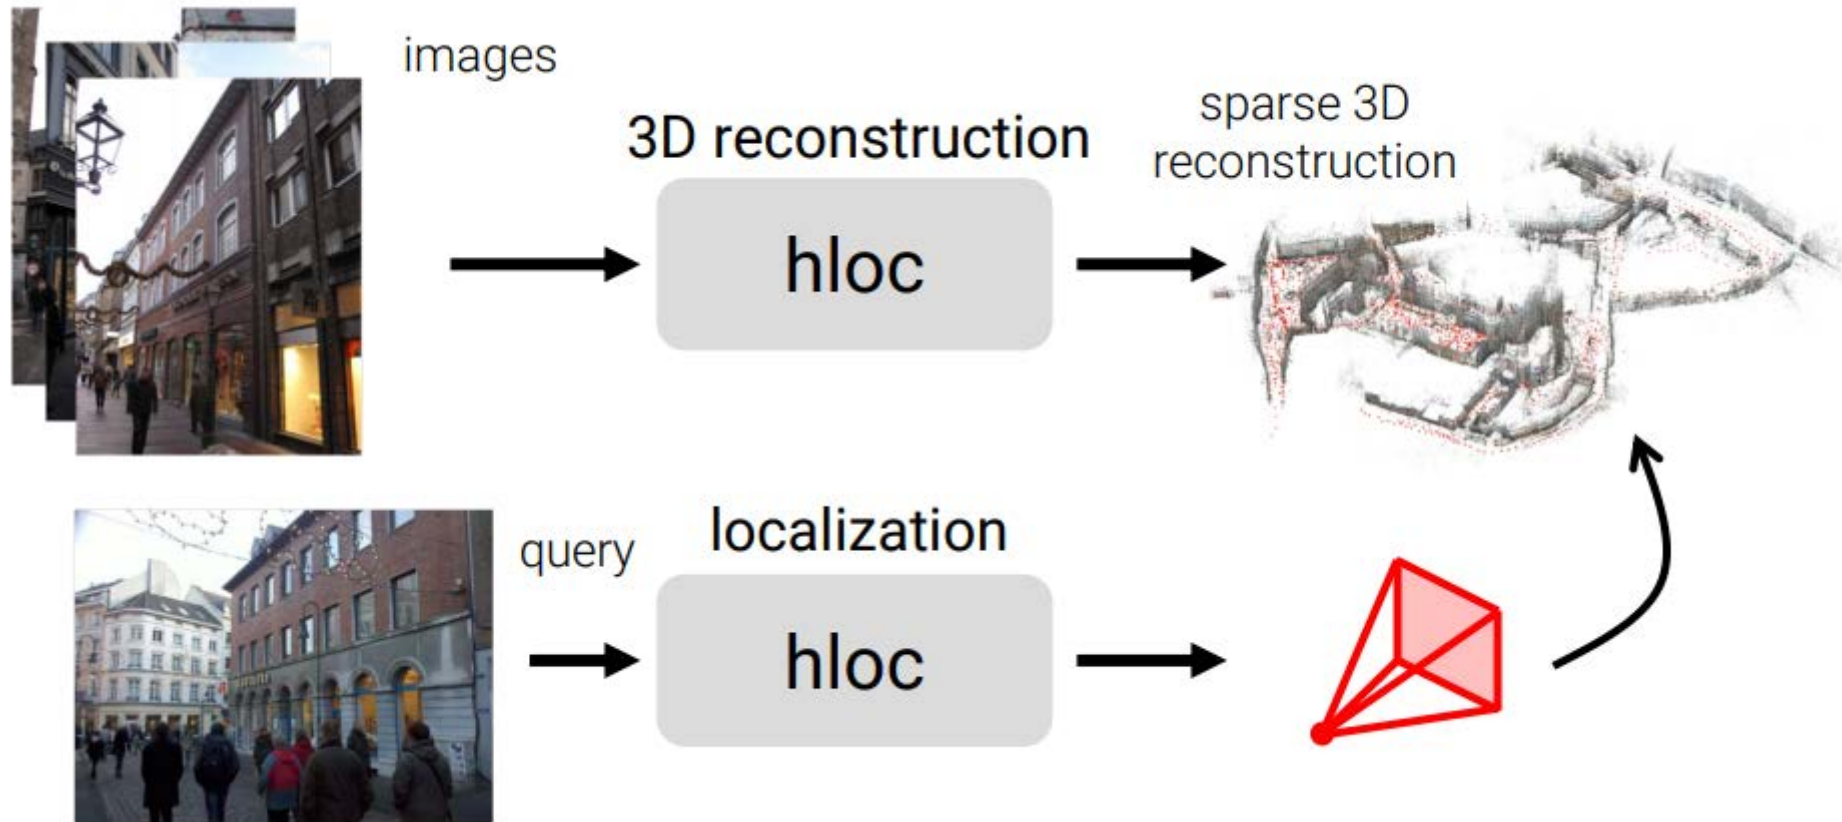 images
3D reconstruction
hloc
sparse 3D
reconstruction
query
localization
hloc